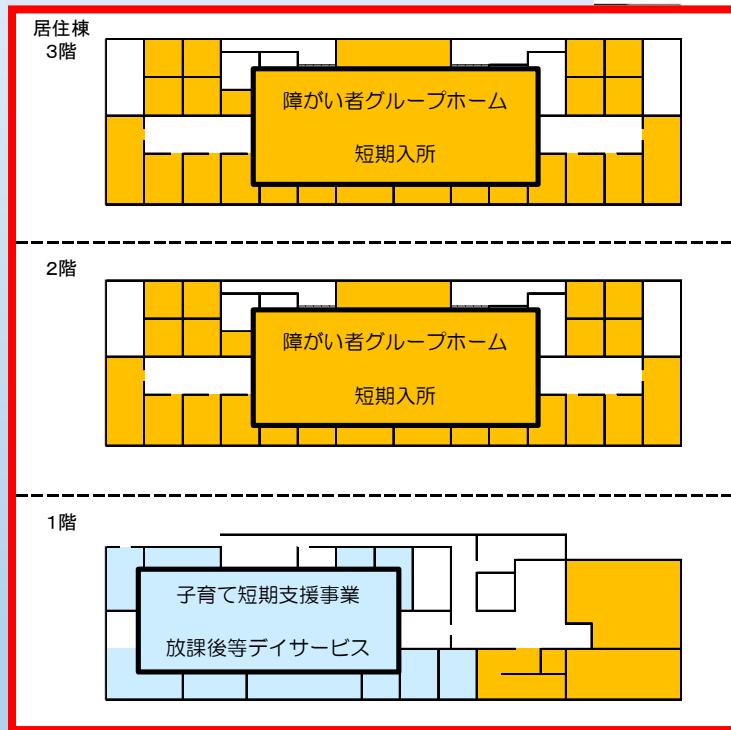 居住棟
3階
障がい者グループホーム
短期入所
2階
障がい者グループホーム
短期入所
1階
子育て短期支援事業
放課後等デイサービス